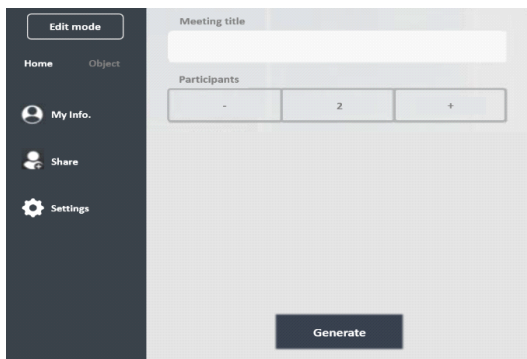 Edit mode
Home Object
My Info.
Share
Settings
Meeting title
Participants
- 2 +
Generate